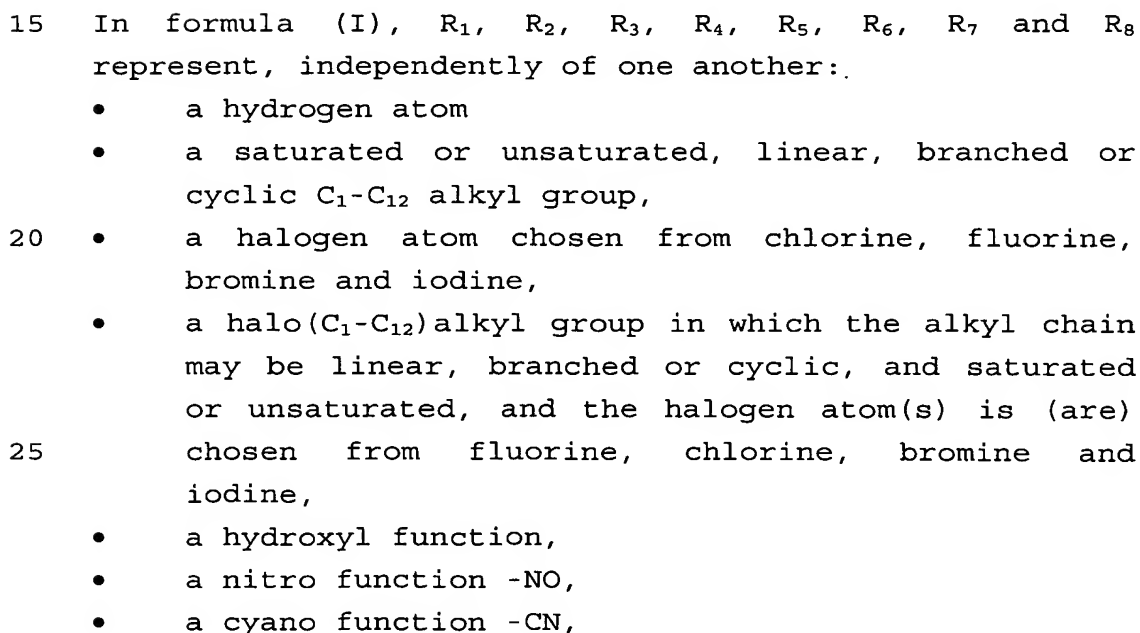 15 In formula (I), R₁, R₂, R₃, R₄, R₅, R₆, R₇ and R₈
represent, independently of one another:
• a hydrogen atom
• a saturated or unsaturated, linear, branched or
cyclic C₁-C₁₂ alkyl group,
20 • a halogen atom chosen from chlorine, fluorine,
bromine and iodine,
• a halo(C₁-C₁₂)alkyl group in which the alkyl chain
may be linear, branched or cyclic, and saturated
or unsaturated, and the halogen atom(s) is (are)
25 chosen from fluorine, chlorine, bromine and
iodine,
• a hydroxyl function,
• a nitro function -NO,
• a cyano function -CN,